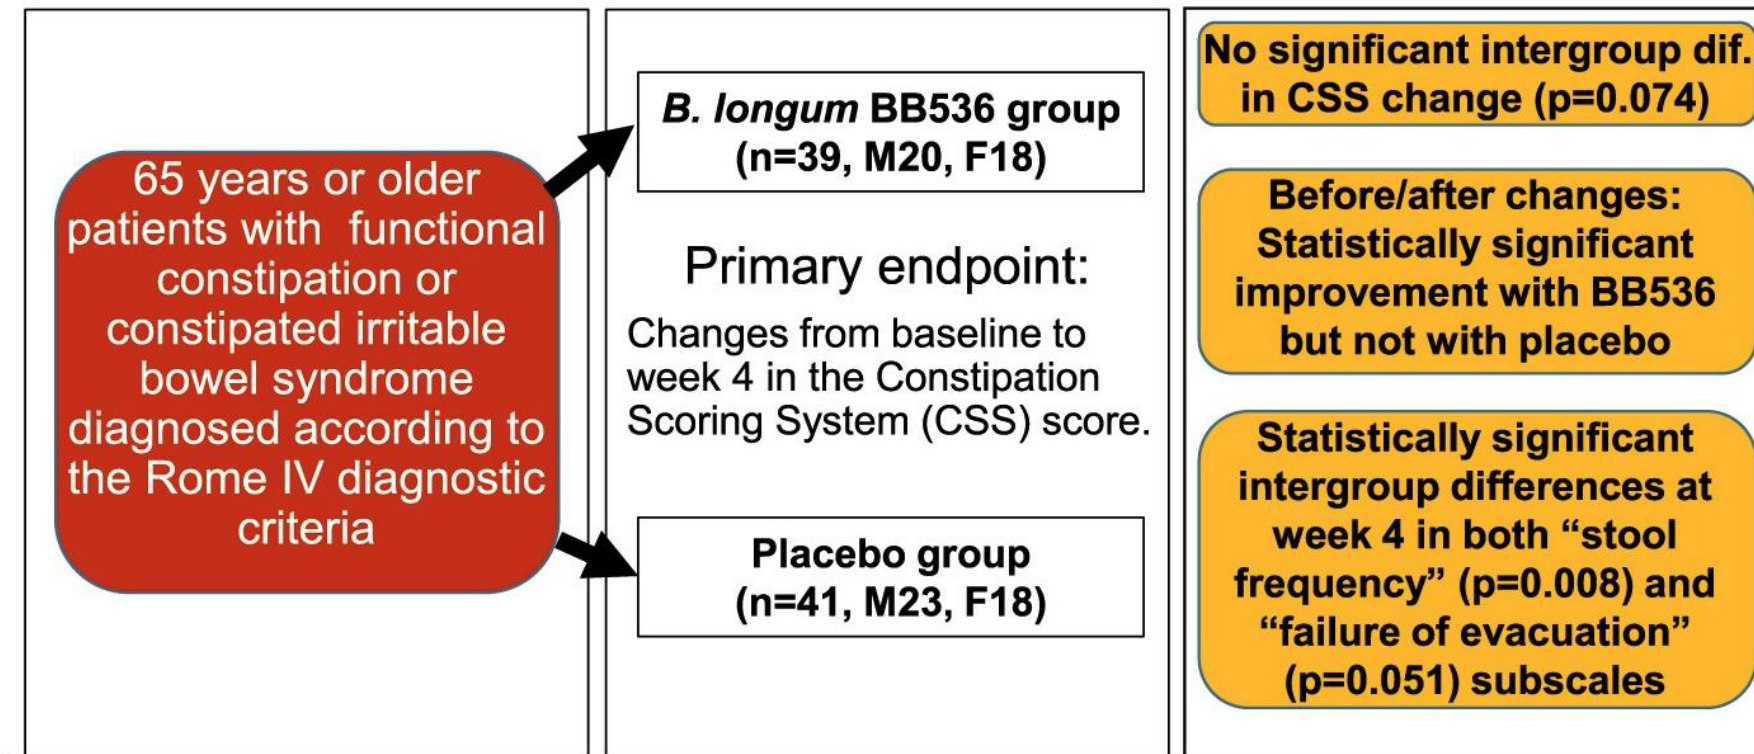 65 years or older
patients with  functional
constipation or
constipated irritable
bowel syndrome
diagnosed according to
the Rome IV diagnostic
criteria
B. longum BB536 group
(n=39, M20, F18)
Primary endpoint:
Changes from baseline to
week 4 in the Constipation
Scoring System (CSS) score.
Placebo group
(n=41, M23, F18)
No significant intergroup dif.
in CSS change (p=0.074)
Before/after changes:
Statistically significant
improvement with BB536
but not with placebo
Statistically significant
intergroup differences at
week 4 in both “stool
frequency” (p=0.008) and
“failure of evacuation”
(p=0.051) subscales